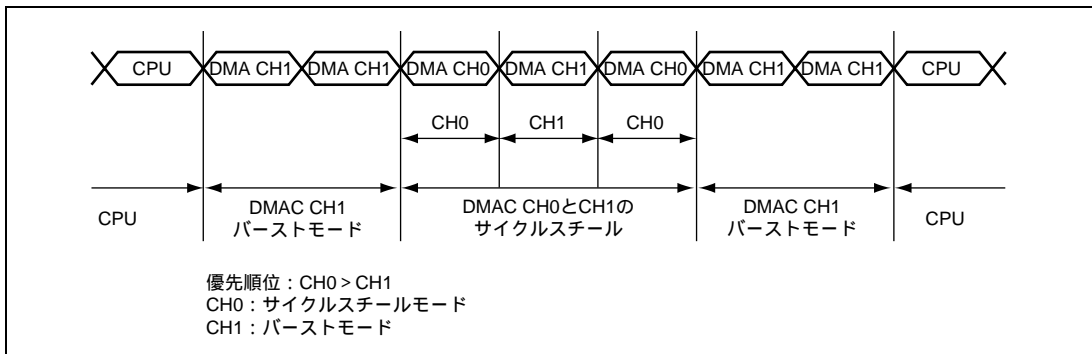 CPU DMA CH1 DMA CH1 DMA CH0 DMA CH1 DMA CH0 DMA CH1 DMA CH1 CPU
CH0 CH1 CH0
CPU
DMAC CH1
バーストモード
DMAC CH0とCH1の
サイクルスチール
DMAC CH1
バーストモード
CPU
優先順位：CH0＞CH1
CH0：サイクルスチールモード
CH1：バーストモード